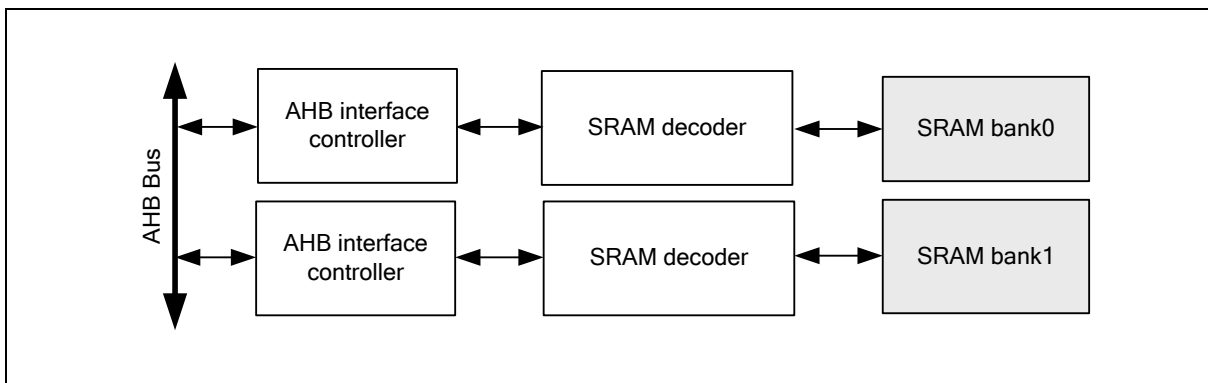 AHB Bus
AHB interface
controller
SRAM decoder
SRAM bank0
AHB interface
controller
SRAM decoder
SRAM bank1